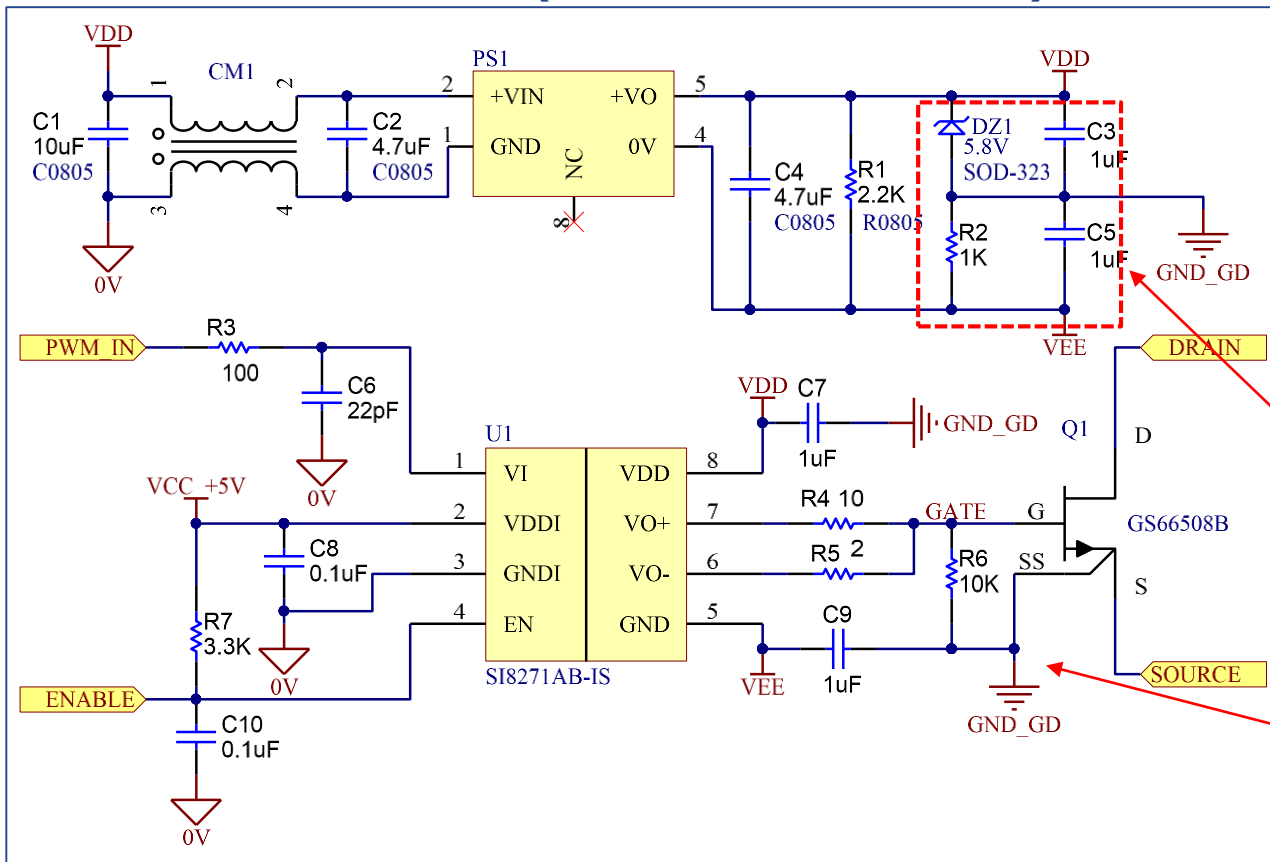 VDD
CM1
1
2
3
4
C1
10uF
C0805
C2
4.7uF
C0805
0V
PS1
2
+VIN
1
GND
NC
8
+VO
5
0V
4
C4
4.7uF
C0805
R1
2.2K
R0805
DZ1
5.8V
SOD-323
R2
1K
VDD
C3
1uF
C5
1uF
VEE
GND_GD
PWM_IN
R3
100
C6
22pF
0V
VCC_+5V
C8
0.1uF
0V
R7
3.3K
ENABLE
C10
0.1uF
0V
U1
1
VI
2
VDDI
3
GNDI
4
EN
VDD
8
VO+
7
VO-
6
GND
5
SI8271AB-IS
VDD
C7
1uF
GND_GD
R4 10
R5 2
GATE
R6
10K
C9
1uF
VEE
GND_GD
Q1
D
G
SS
S
GS66508B
DRAIN
SOURCE